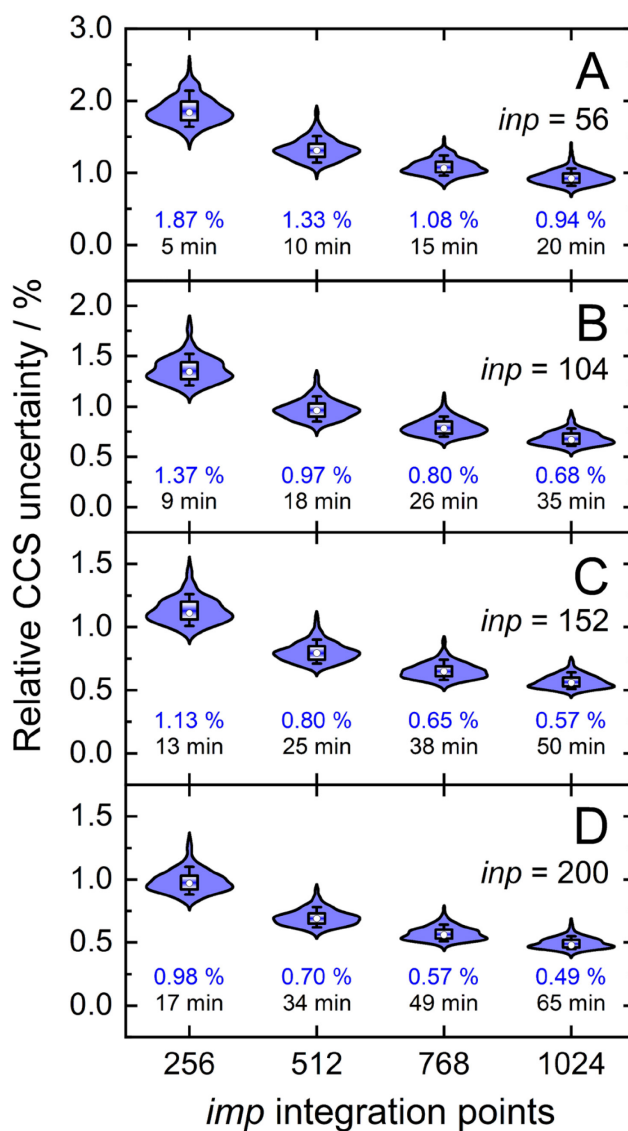 Relative CCS uncertainty / %
3.0
2.0
1.0
0.0
A
inp = 56
1.87 % 1.33 % 1.08 % 0.94 %
5 min 10 min 15 min 20 min
2.0
1.5
1.0
0.5
0.0
B
inp = 104
1.37 % 0.97 % 0.80 % 0.68 %
9 min 18 min 26 min 35 min
1.5
1.0
0.5
0.0
C
inp = 152
1.13 % 0.80 % 0.65 % 0.57 %
13 min 25 min 38 min 50 min
1.5
1.0
0.5
0.0
D
inp = 200
0.98 % 0.70 % 0.57 % 0.49 %
17 min 34 min 49 min 65 min
256 512 768 1024
imp integration points